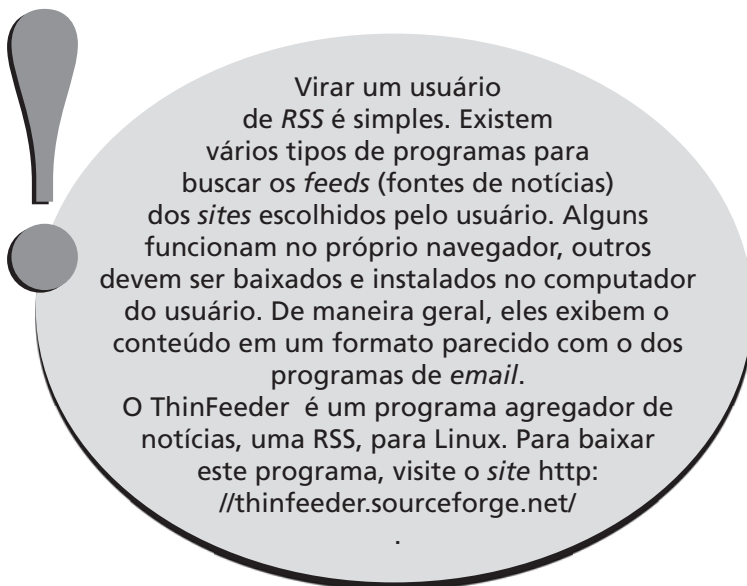 Virar um usuário
de RSS é simples. Existem
vários tipos de programas para
buscar os feeds (fontes de notícias)
dos sites escolhidos pelo usuário. Alguns
funcionam no próprio navegador, outros
devem ser baixados e instalados no computador
do usuário. De maneira geral, eles exibem o
conteúdo em um formato parecido com o dos
programas de email.
O ThinFeeder  é um programa agregador de
notícias, uma RSS, para Linux. Para baixar
este programa, visite o site http:
//thinfeeder.sourceforge.net/
.